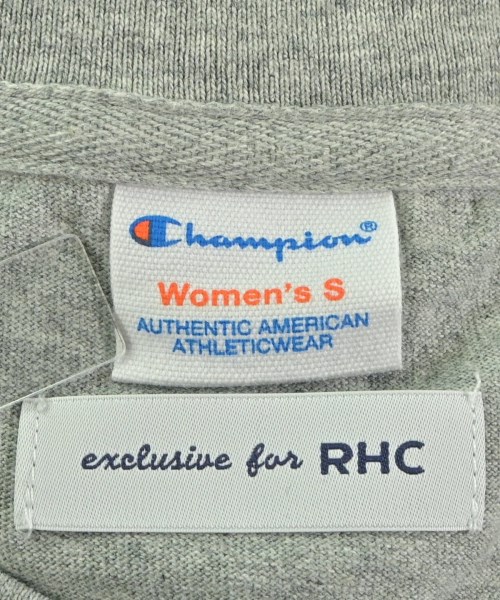 Champion®
Women's S
AUTHENTIC AMERICAN
ATHLETICWEAR
exclusive for RHC